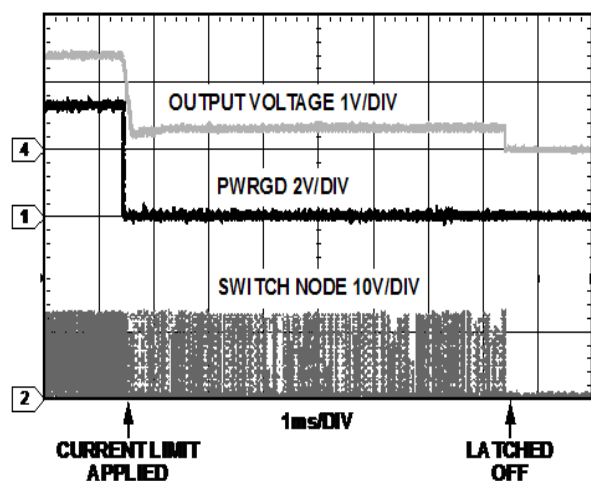 OUTPUT VOLTAGE 1V/DIV
4
PWRGD 2V/DIV
1
SWITCH NODE 10V/DIV
2
1ms/DIV
CURRENT LIMIT
APPLIED
LATCHED
OFF